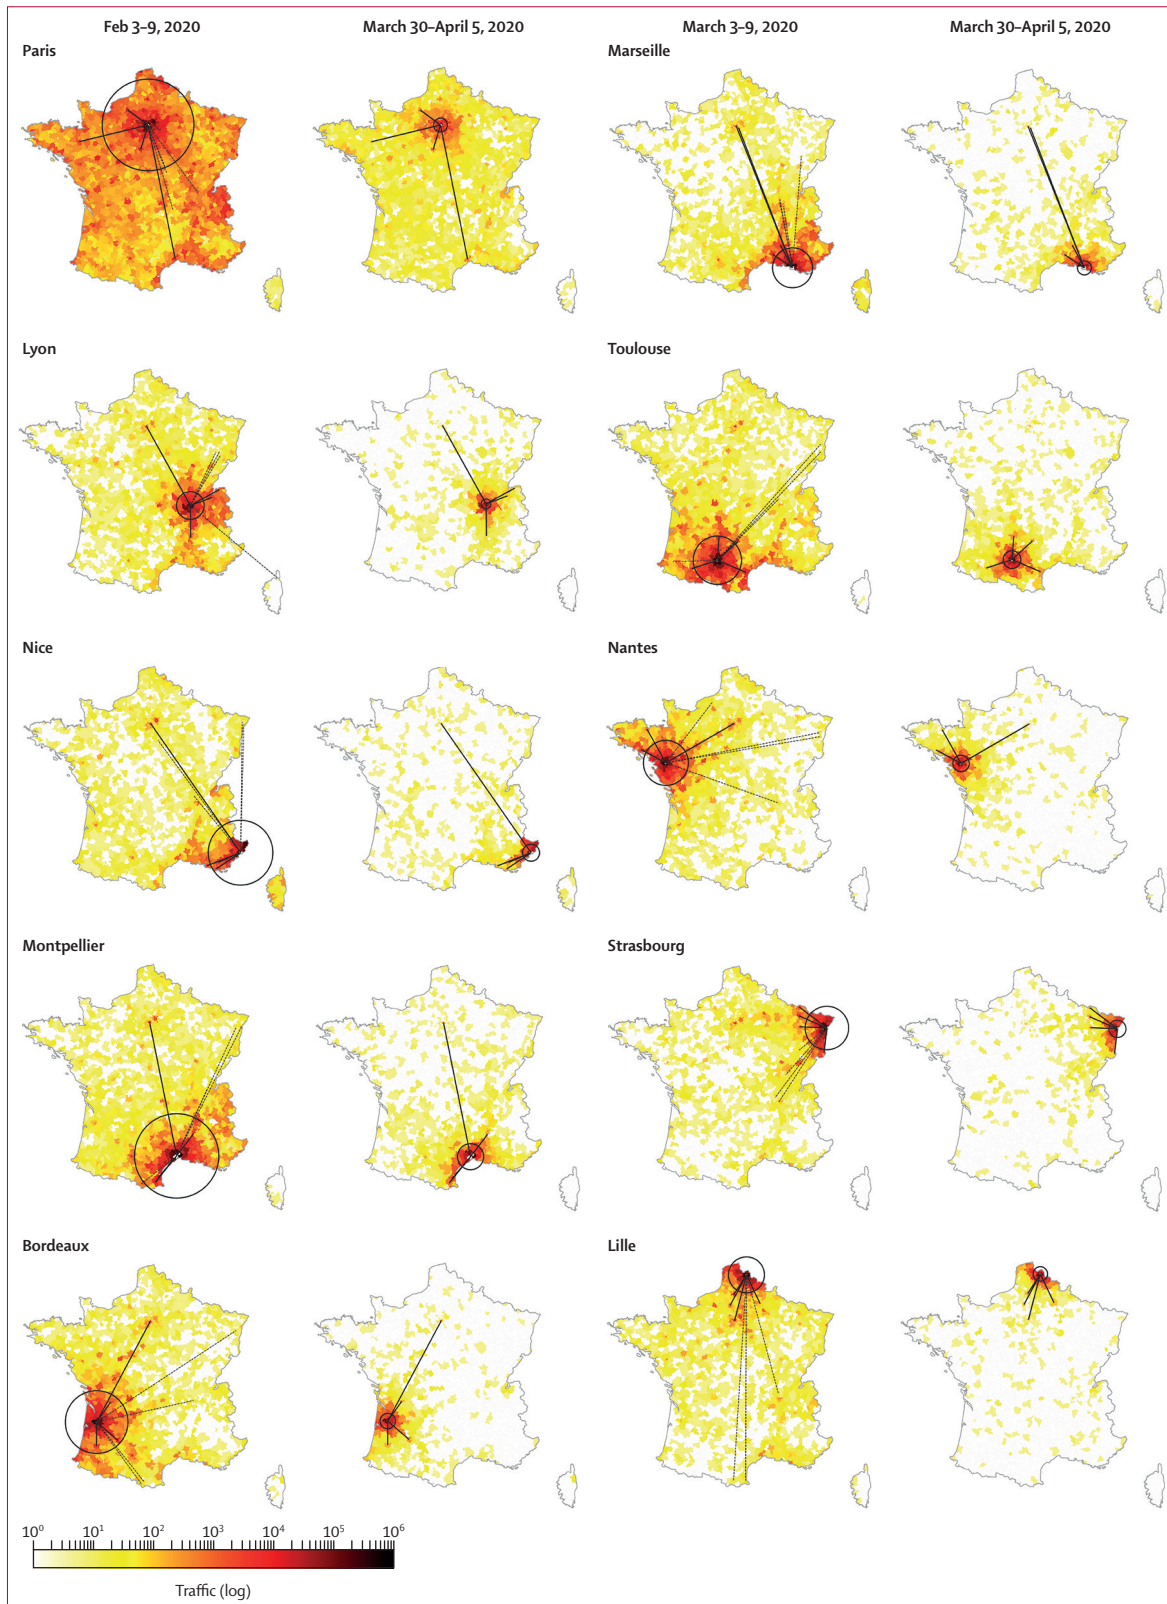 Feb 3–9, 2020
March 30–April 5, 2020
March 3–9, 2020
March 30–April 5, 2020
Paris
Marseille
Lyon
Toulouse
Nice
Nantes
Montpellier
Strasbourg
Bordeaux
Lille
10⁰ 10¹ 10² 10³ 10⁴ 10⁵ 10⁶
Traffic (log)